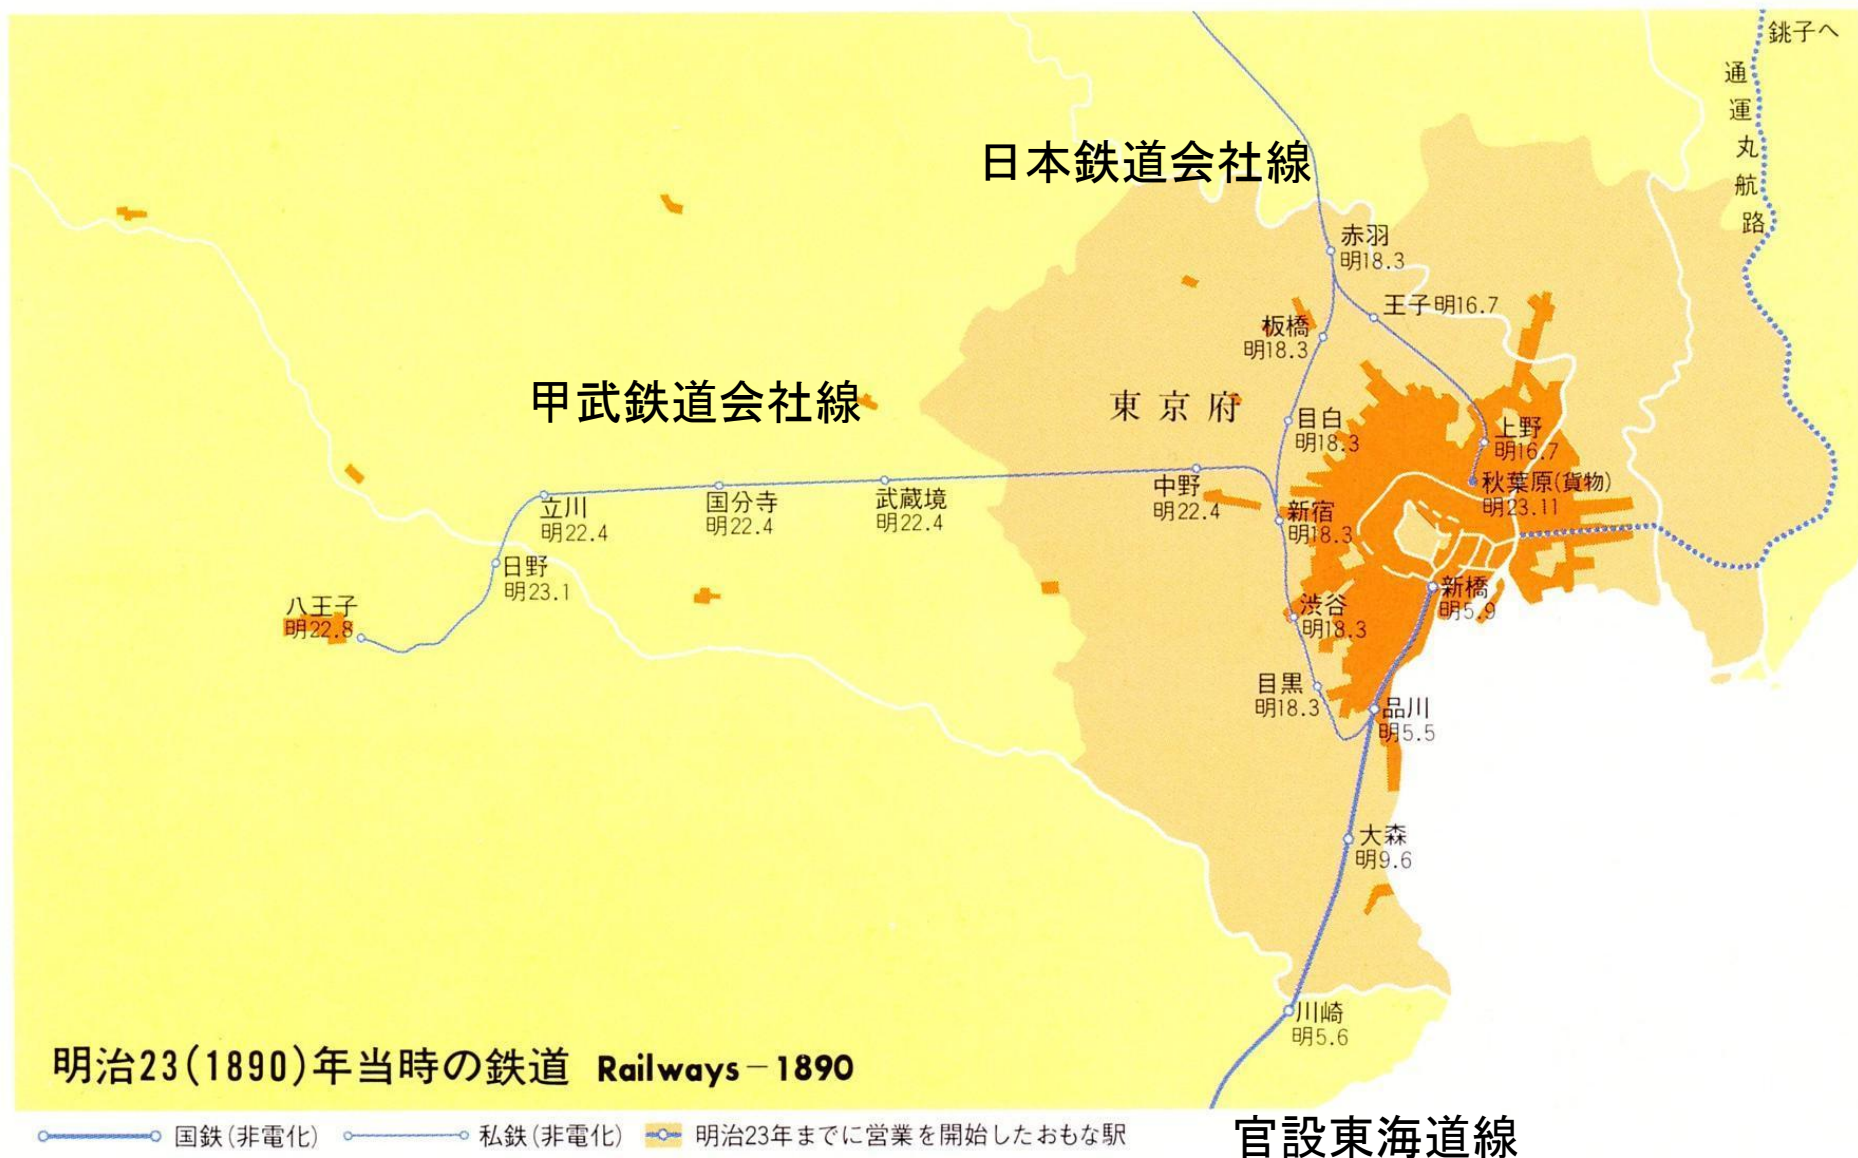 銚子へ
通運丸航路
日本鉄道会社線
赤羽
明18.3
王子明16.7
板橋
明18.3
甲武鉄道会社線
東京府
目白
明18.3
上野
明16.7
秋葉原(貨物)
明23.11
中野
明22.4
新宿
明18.3
武蔵境
明22.4
国分寺
明22.4
立川
明22.4
日野
明23.1
八王子
明22.8
新橋
明5.9
渋谷
明18.3
目黒
明18.3
品川
明5.5
大森
明9.6
川崎
明5.6
明治23(1890)年当時の鉄道 Railways－1890
国鉄(非電化) 私鉄(非電化) 明治23年までに営業を開始したおもな駅
官設東海道線